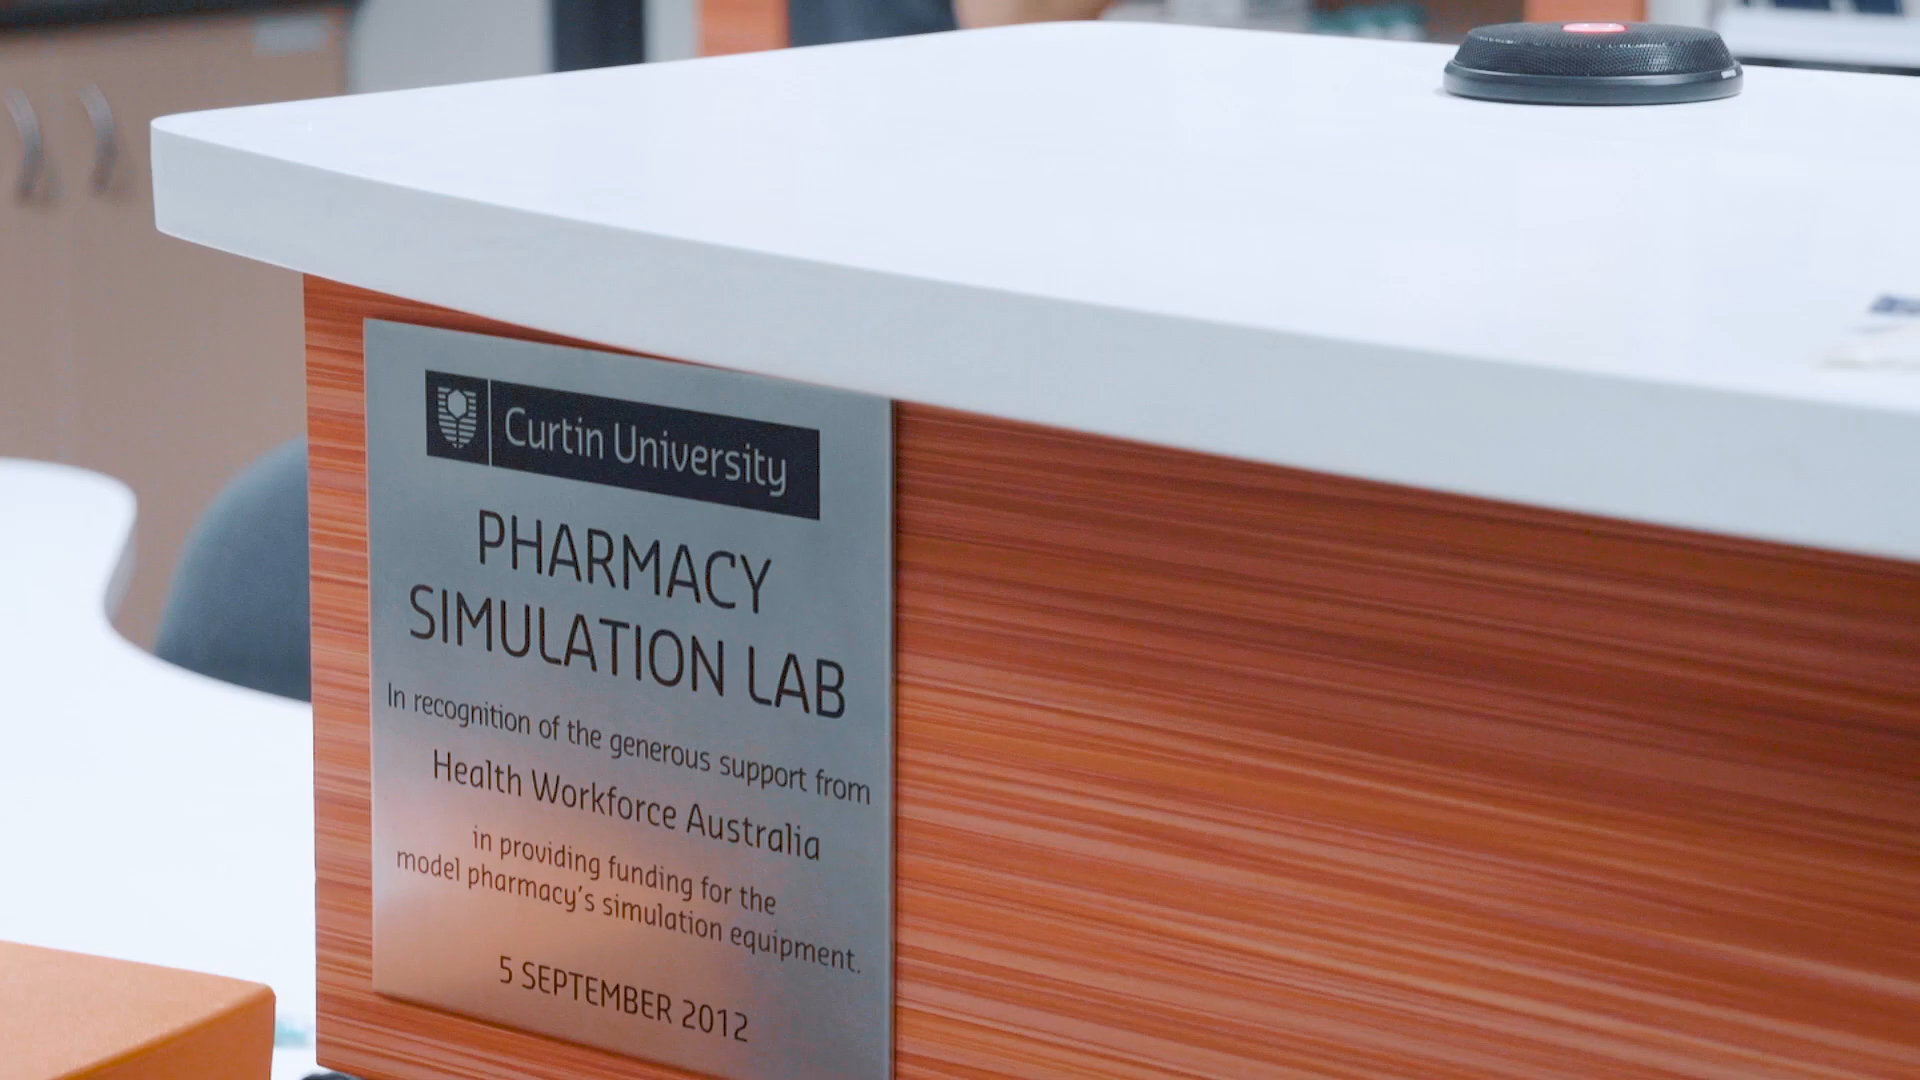 Curtin University
PHARMACY
SIMULATION LAB
In recognition of the generous support from
Health Workforce Australia
in providing funding for the
model pharmacy's simulation equipment.
5 SEPTEMBER 2012